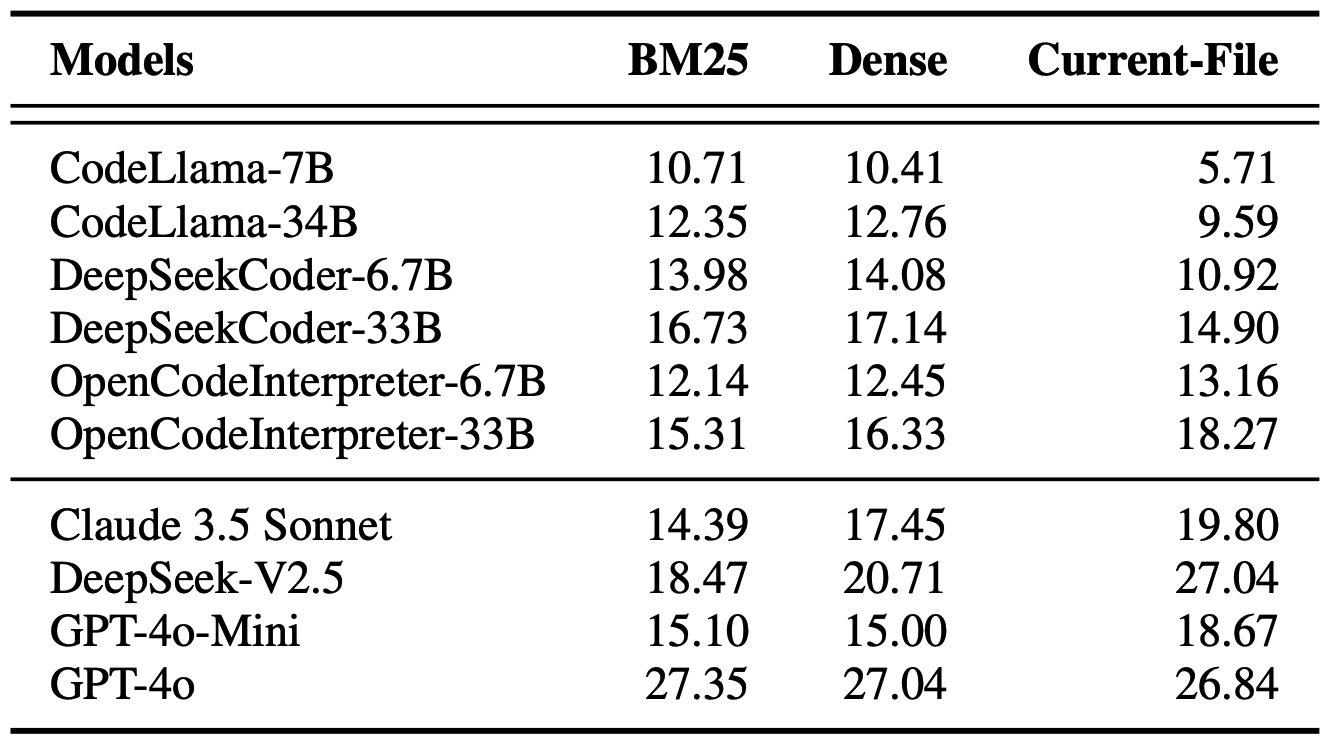 Models BM25 Dense Current-File
CodeLlama-7B 10.71 10.41 5.71
CodeLlama-34B 12.35 12.76 9.59
DeepSeekCoder-6.7B 13.98 14.08 10.92
DeepSeekCoder-33B 16.73 17.14 14.90
OpenCodeInterpreter-6.7B 12.14 12.45 13.16
OpenCodeInterpreter-33B 15.31 16.33 18.27
Claude 3.5 Sonnet 14.39 17.45 19.80
DeepSeek-V2.5 18.47 20.71 27.04
GPT-4o-Mini 15.10 15.00 18.67
GPT-4o 27.35 27.04 26.84